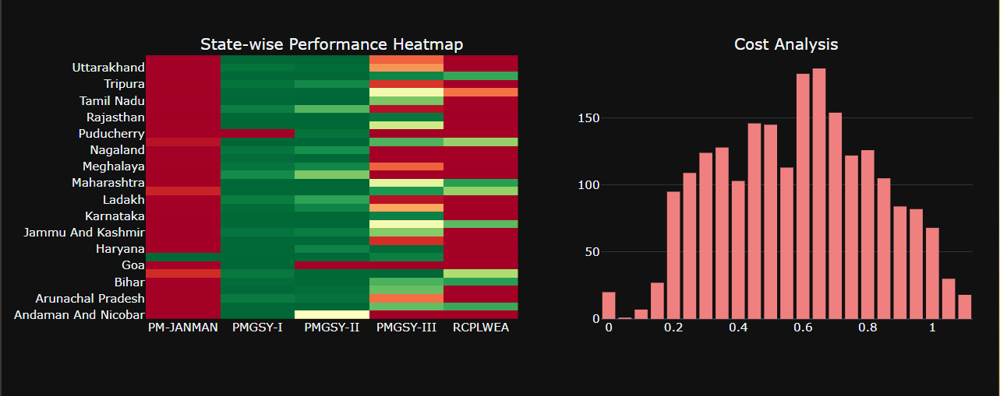 State-wise Performance Heatmap
Uttarakhand
Tripura
Tamil Nadu
Rajasthan
Puducherry
Nagaland
Meghalaya
Maharashtra
Ladakh
Karnataka
Jammu And Kashmir
Haryana
Goa
Bihar
Arunachal Pradesh
Andaman And Nicobar
PM-JANMAN PMGSY-I PMGSY-II PMGSY-III RCPLWEA
Cost Analysis
150
100
50
0
0 0.2 0.4 0.6 0.8 1